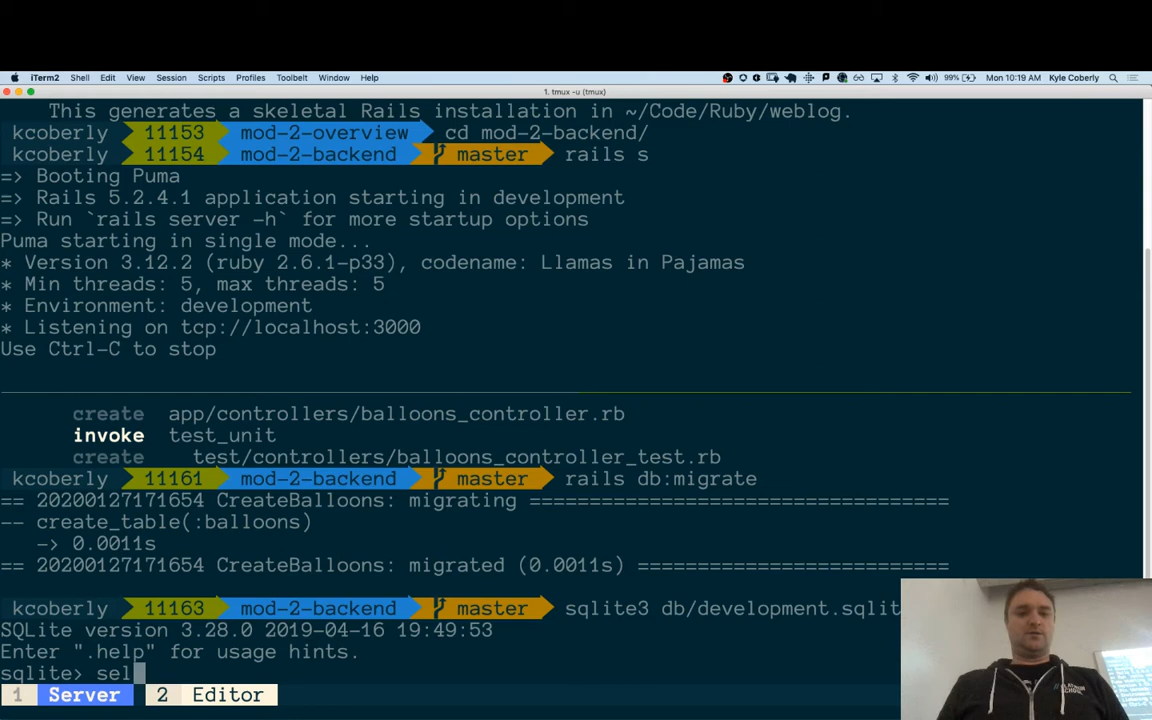 iTerm2 Shell Edit View Session Scripts Profiles Toolbelt Window Help 99% Mon 10:19 AM Kyle Coberly
1. tmux -u (tmux)
This generates a skeletal Rails installation in ~/Code/Ruby/weblog.
kcoberly 11153 mod-2-overview cd mod-2-backend/
kcoberly 11154 mod-2-backend master rails s
=> Booting Puma
=> Rails 5.2.4.1 application starting in development
=> Run `rails server -h` for more startup options
Puma starting in single mode...
* Version 3.12.2 (ruby 2.6.1-p33), codename: Llamas in Pajamas
* Min threads: 5, max threads: 5
* Environment: development
* Listening on tcp://localhost:3000
Use Ctrl-C to stop
create app/controllers/balloons_controller.rb
invoke test_unit
create test/controllers/balloons_controller_test.rb
kcoberly 11161 mod-2-backend master rails db:migrate
== 20200127171654 CreateBalloons: migrating ===================================
-- create_table(:balloons)
-> 0.0011s
== 20200127171654 CreateBalloons: migrated (0.0011s) ==========================
kcoberly 11163 mod-2-backend master sqlite3 db/development.sqlit
SQLite version 3.28.0 2019-04-16 19:49:53
Enter ".help" for usage hints.
sqlite> sel
1 Server 2 Editor